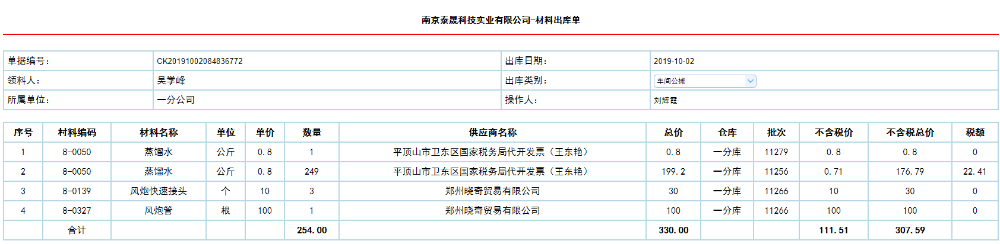 南京泰晟科技实业有限公司-材料出库单
单据编号： CK20191002084836772 出库日期： 2019-10-02
领料人： 吴学峰 出库类别： 车间公摊
所属单位： 一分公司 操作人： 刘辉霞
序号 村料编码 材料名称 单位 单价 数量 供应商名称 总价 仓库 批次 不含税价 不含税总价 税额
1 8-0050 蒸馏水 公斤 0.8 1 平顶山市卫东区国家税务局代开发票（王东艳） 0.8 一分库 11279 0.8 0.8 0
2 8-0050 蒸馏水 公斤 0.8 249 平顶山市卫东区国家税务局代开发票（王东艳） 199.2 一分库 11256 0.71 176.79 22.41
3 8-0139 风炮快速接头 个 10 3 郑州晓奇贸易有限公司 30 一分库 11266 10 30 0
4 8-0327 风炮管 根 100 1 郑州晓奇贸易有限公司 100 一分库 11266 100 100 0
合计 254.00 330.00 111.51 307.59